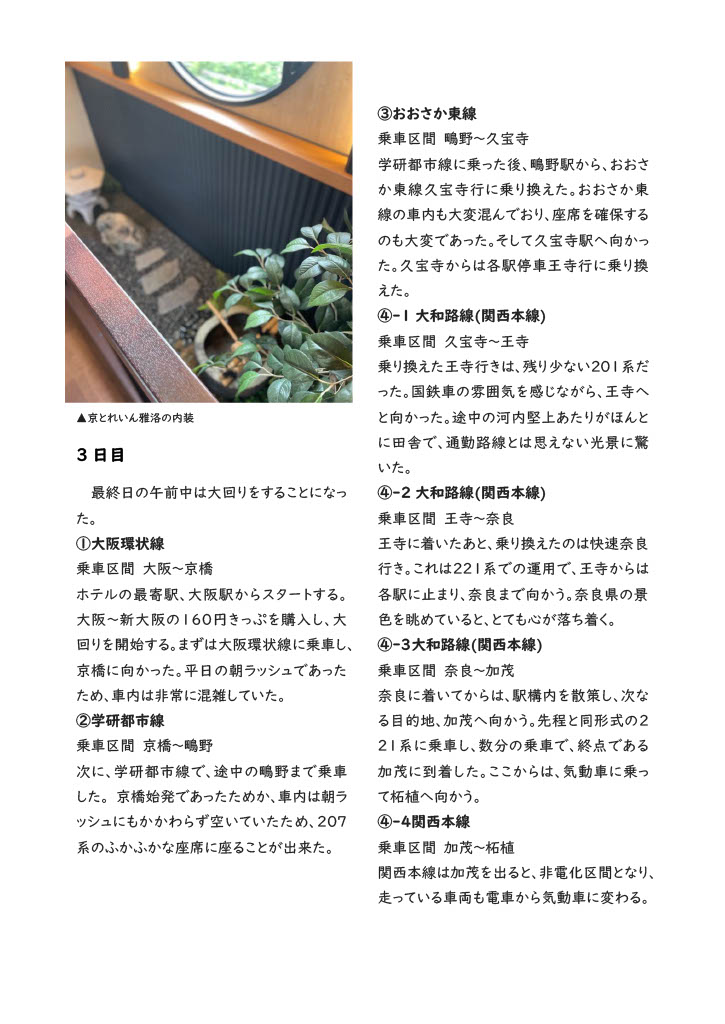 ▲京とれいん雅洛の内装
3日目
　最終日の午前中は大回りをすることになっ
た。
①大阪環状線
乗車区間 大阪～京橋
ホテルの最寄駅、大阪駅からスタートする。
大阪～新大阪の160円きっぷを購入し、大
回りを開始する。まずは大阪環状線に乗車し、
京橋に向かった。平日の朝ラッシュであった
ため、車内は非常に混雑していた。
②学研都市線
乗車区間 京橋～鴫野
次に、学研都市線で、途中の鴫野まで乗車
した。 京橋始発であったためか、車内は朝ラ
ッシュにもかかわらず空いていたため、207
系のふかふかな座席に座ることが出来た。
③おおさか東線
乗車区間 鴫野～久宝寺
学研都市線に乗った後、鴫野駅から、おおさ
か東線久宝寺行に乗り換えた。おおさか東
線の車内も大変混んでおり、座席を確保する
のも大変であった。そして久宝寺駅へ向かっ
た。久宝寺からは各駅停車王寺行に乗り換
えた。
④-1 大和路線(関西本線)
乗車区間 久宝寺～王寺
乗り換えた王寺行きは、残り少ない201系だ
った。国鉄車の雰囲気を感じながら、王寺へ
と向かった。途中の河内堅上あたりがほんと
に田舎で、通勤路線とは思えない光景に驚
いた。
④-2 大和路線(関西本線)
乗車区間 王寺～奈良
王寺に着いたあと、乗り換えたのは快速奈良
行き。これは221系での運用で、王寺からは
各駅に止まり、奈良まで向かう。奈良県の景
色を眺めていると、とても心が落ち着く。
④-3大和路線(関西本線)
乗車区間 奈良～加茂
奈良に着いてからは、駅構内を散策し、次な
る目的地、加茂へ向かう。先程と同形式の2
21系に乗車し、数分の乗車で、終点である
加茂に到着した。ここからは、気動車に乗っ
て柘植へ向かう。
④-4関西本線
乗車区間 加茂～柘植
関西本線は加茂を出ると、非電化区間となり、
走っている車両も電車から気動車に変わる。